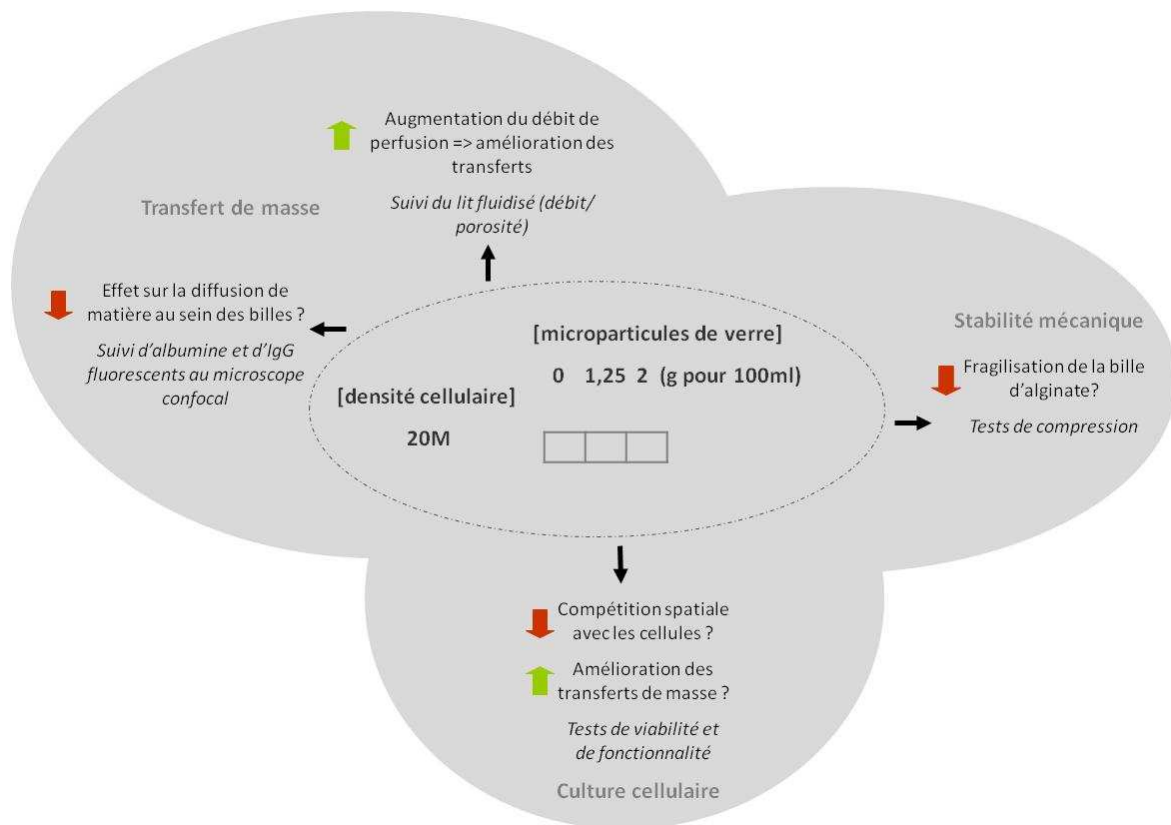 Augmentation du débit de
perfusion => amélioration des
transferts
Suivi du lit fluidisé (débit/
porosité)
Transfert de masse
Effet sur la diffusion de
matière au sein des billes ?
Suivi d'albumine et d'IgG
fluorescents au microscope
confocal
[microparticules de verre]
0 1,25 2 (g pour 100ml)
[densité cellulaire]
20M
Stabilité mécanique
Fragilisation de la bille
d'alginate?
Tests de compression
Compétition spatiale
avec les cellules ?
Amélioration des
transferts de masse ?
Tests de viabilité et
de fonctionnalité
Culture cellulaire